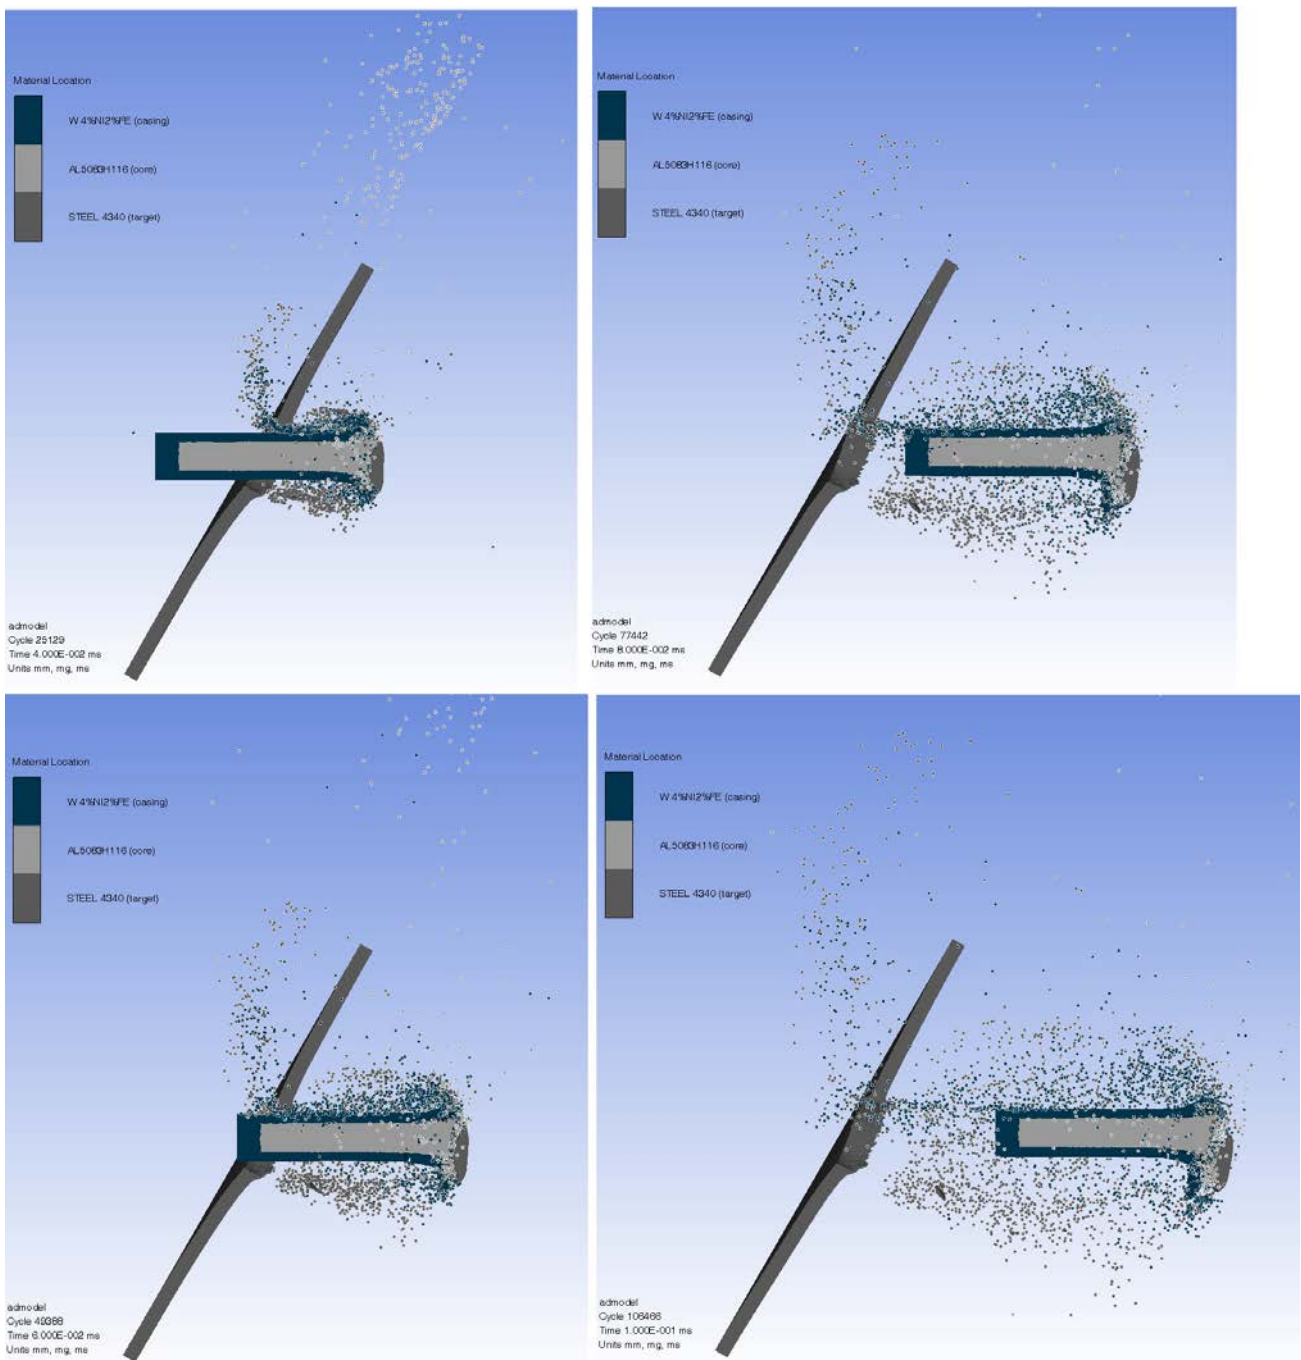 Material Location
W 4%NI2%FE (casing)
AL5083H116 (core)
STEEL 4340 (target)
admodel
Cycle 25129
Time 4.000E-002 ms
Units mm, mg, ms
Material Location
W 4%NI2%FE (casing)
AL5083H116 (core)
STEEL 4340 (target)
admodel
Cycle 77442
Time 8.000E-002 ms
Units mm, mg, ms
Material Location
W 4%NI2%FE (casing)
AL5083H116 (core)
STEEL 4340 (target)
admodel
Cycle 49388
Time 6.000E-002 ms
Units mm, mg, ms
Material Location
W 4%NI2%FE (casing)
AL5083H116 (core)
STEEL 4340 (target)
admodel
Cycle 106466
Time 1.000E-001 ms
Units mm, mg, ms